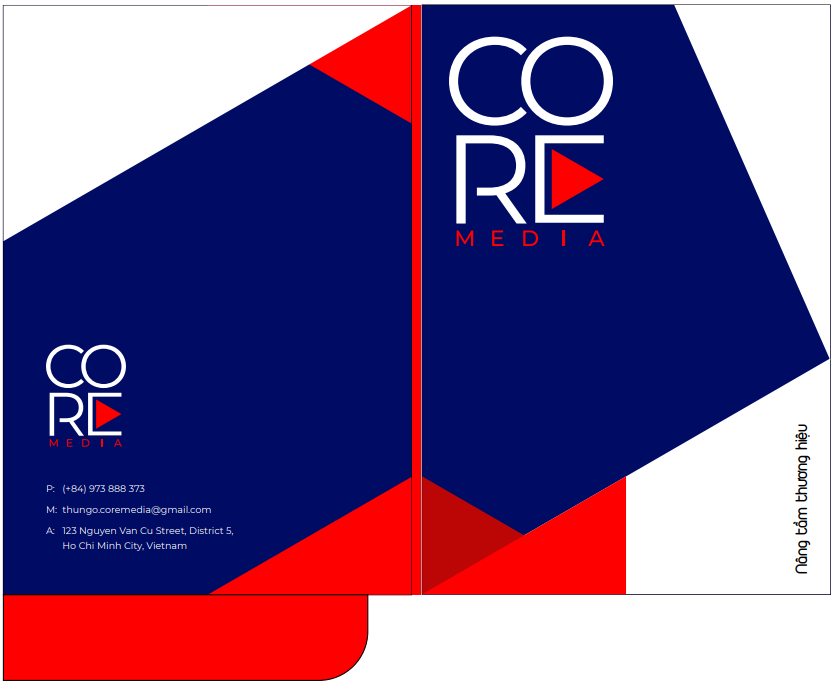 CO
RE
MEDIA
P: (+84) 973 888 373
M: thungo.coremedia@gmail.com
A: 123 Nguyen Van Cu Street, District 5,
Ho Chi Minh City, Vietnam
CO
RE
MEDIA
Nâng tầm thương hiệu